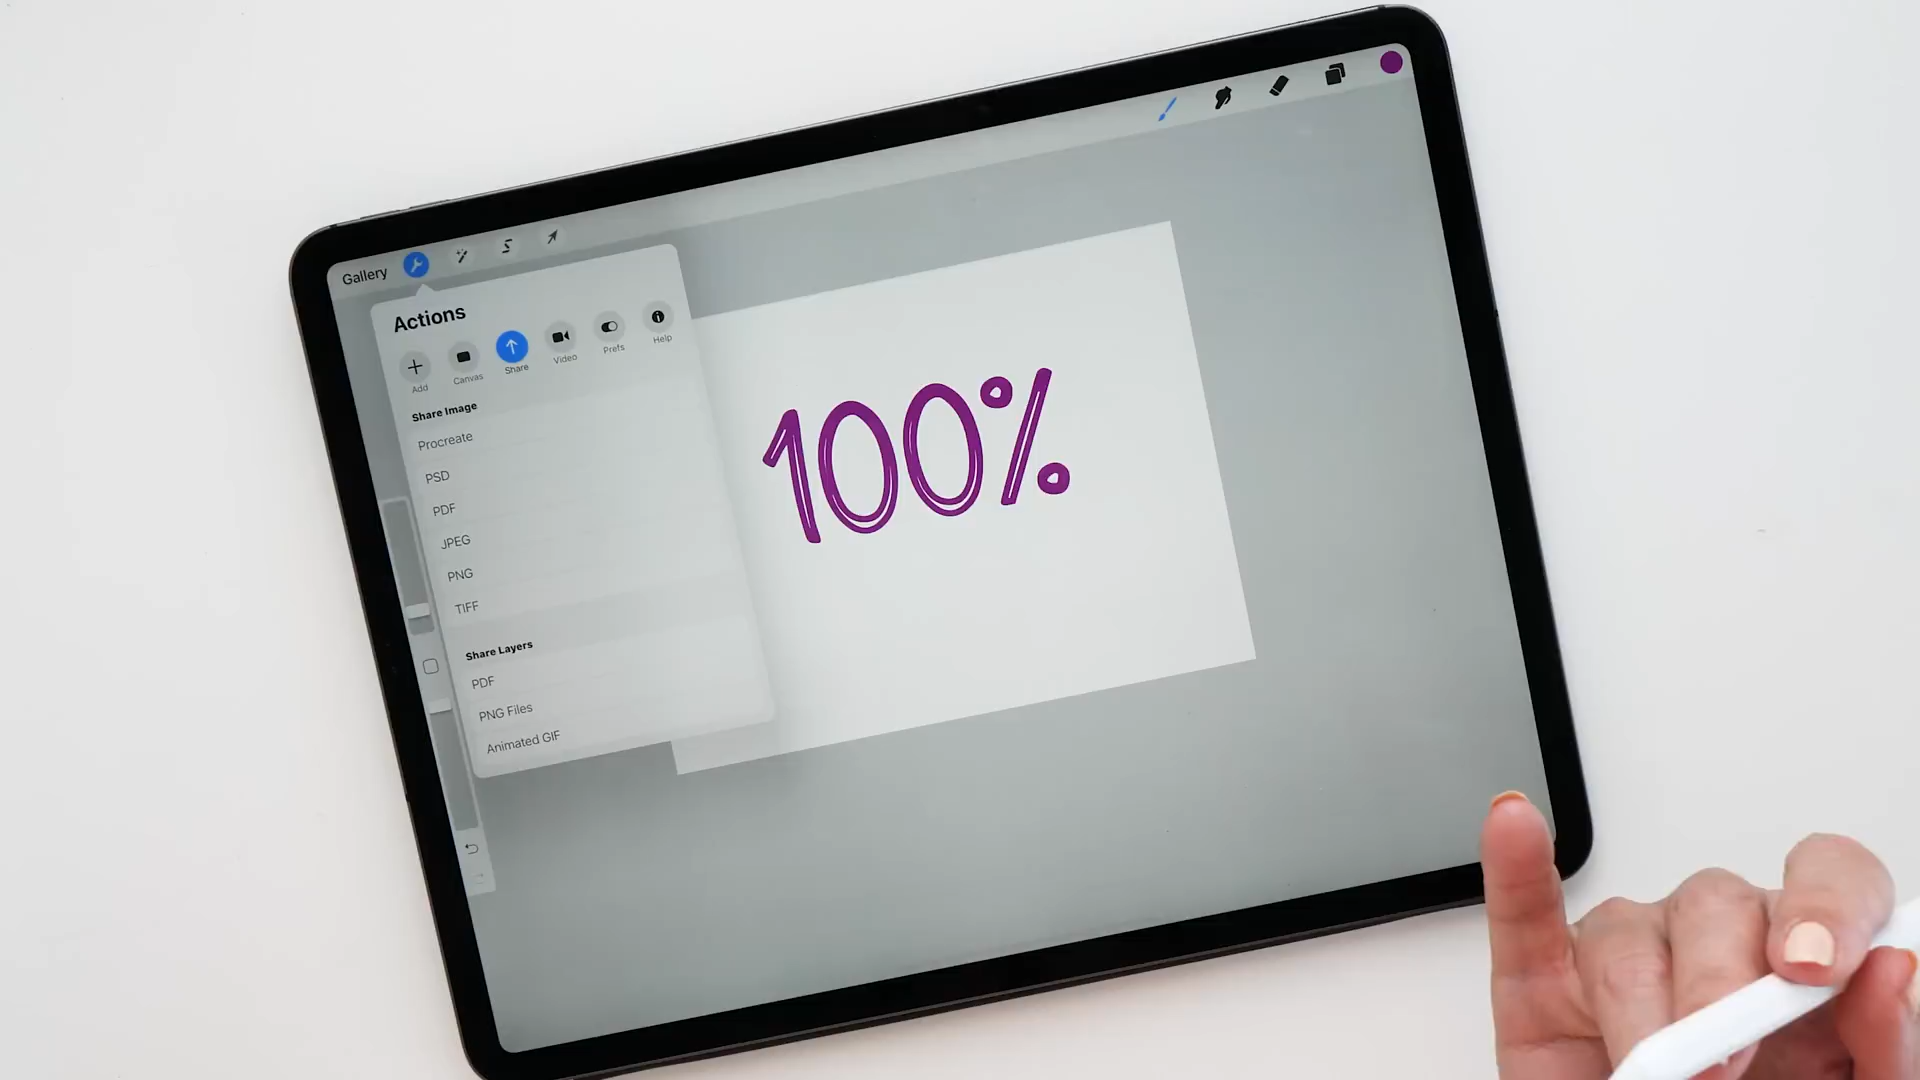 Gallery
Actions
Add
Canvas
Share
Video
Prefs
Help
Share Image
Procreate
PSD
PDF
JPEG
PNG
TIFF
Share Layers
PDF
PNG Files
Animated GIF
100%